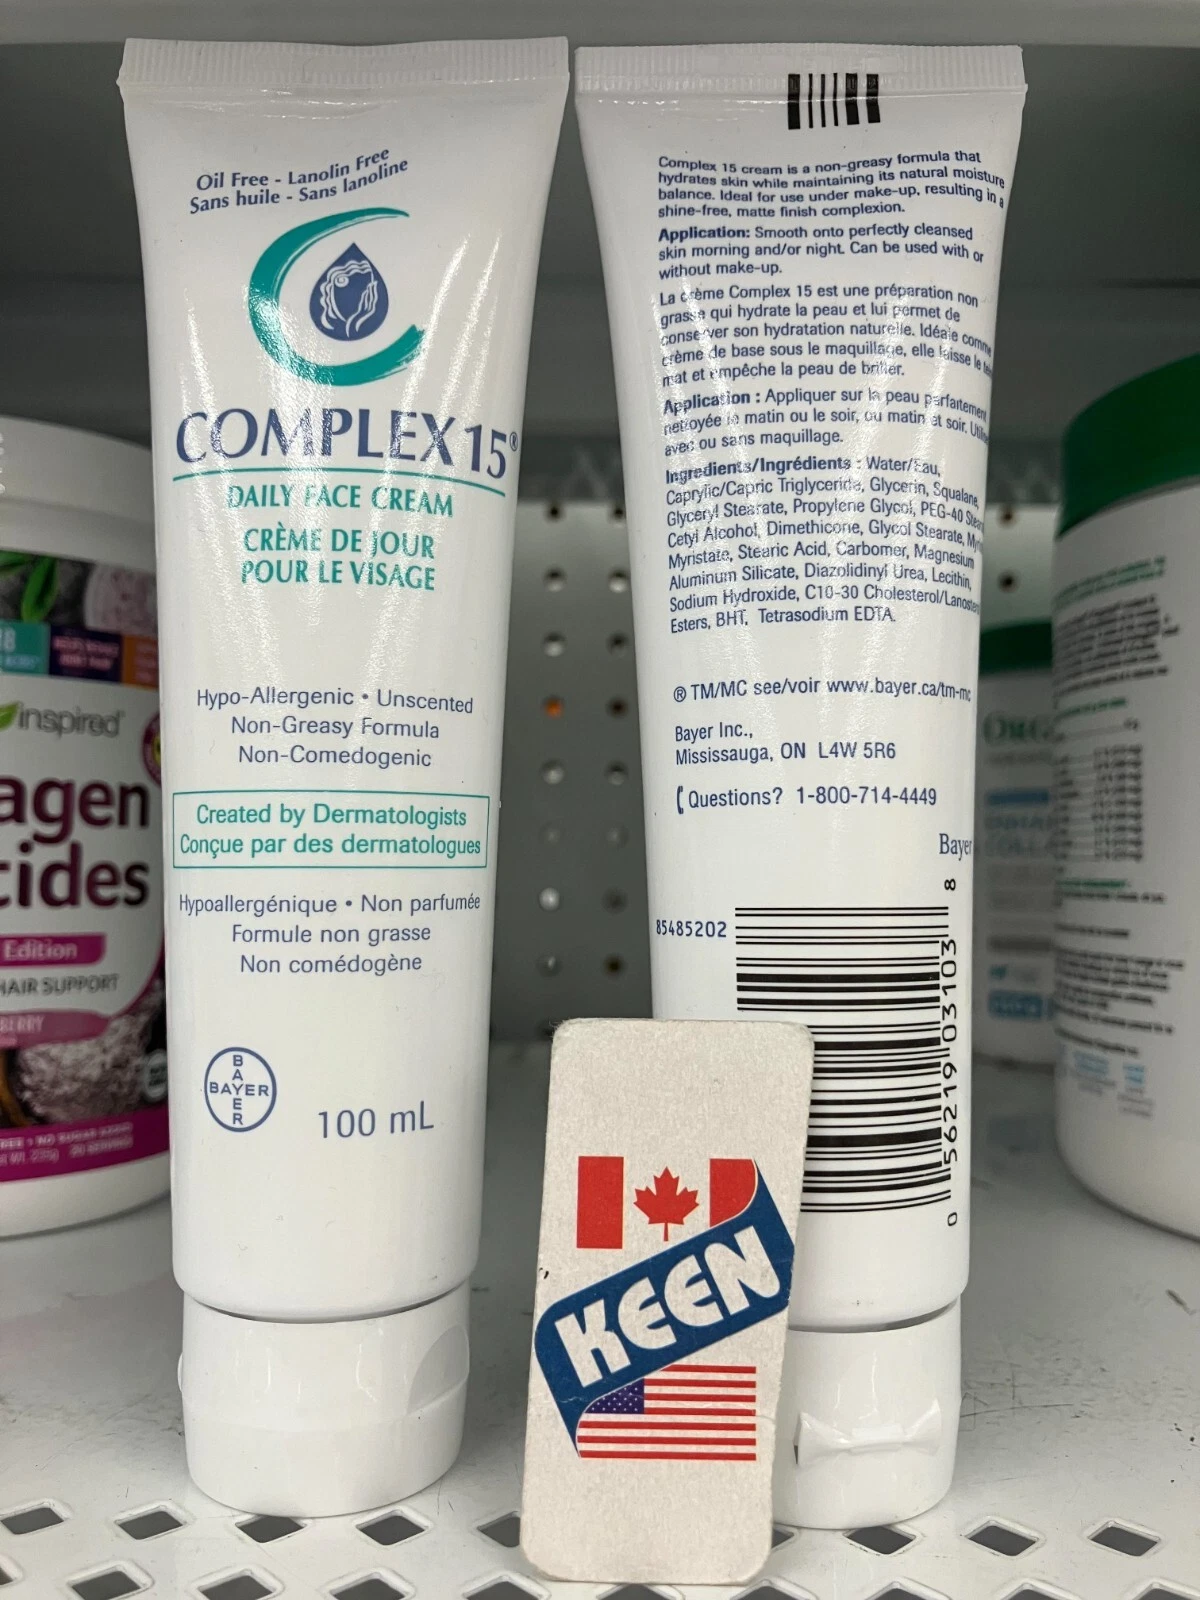 Oil Free - Lanolin Free
Sans huile - Sans lanoline
COMPLEX 15®
DAILY FACE CREAM
CRÈME DE JOUR
POUR LE VISAGE
Hypo-Allergenic • Unscented
Non-Greasy Formula
Non-Comedogenic
Created by Dermatologists
Conçue par des dermatologues
Hypoallergénique • Non parfumée
Formule non grasse
Non comédogène
BAYER
BAYER
100 mL
Complex 15 cream is a non-greasy formula that
hydrates skin while maintaining its natural moisture
balance. Ideal for use under make-up, resulting in a
shine-free, matte finish complexion.
Application: Smooth onto perfectly cleansed
skin morning and/or night. Can be used with or
without make-up.
La crème Complex 15 est une préparation non
grasse qui hydrate la peau et lui permet de
conserver son hydratation naturelle. Idéale comme
crème de base sous le maquillage, elle laisse le
mat et empêche la peau de briller.
Application : Appliquer sur la peau parfaitement
nettoyée le matin ou le soir, ou matin et soir.
avec ou sans maquillage.
Ingredients/Ingrédients : Water/Eau,
Caprylic/Capric Triglyceride, Glycerin, Squalane,
Glyceryl Stearate, Propylene Glycol, PEG-40
Cetyl Alcohol, Dimethicone, Glycol Stearate,
Myristate, Stearic Acid, Carbomer, Magnesium
Aluminum Silicate, Diazolidinyl Urea, Lecithin,
Sodium Hydroxide, C10-30 Cholesterol/
Esters, BHT, Tetrasodium EDTA.
® TM/MC see/voir www.bayer.ca/tm-mc
Bayer Inc.,
Mississauga, ON L4W 5R6
Questions? 1-800-714-4449
Bayer
85485202
0 56219 03103 8
KEEN
inspired
agen
Edition
HAIR SUPPORT
BERRY